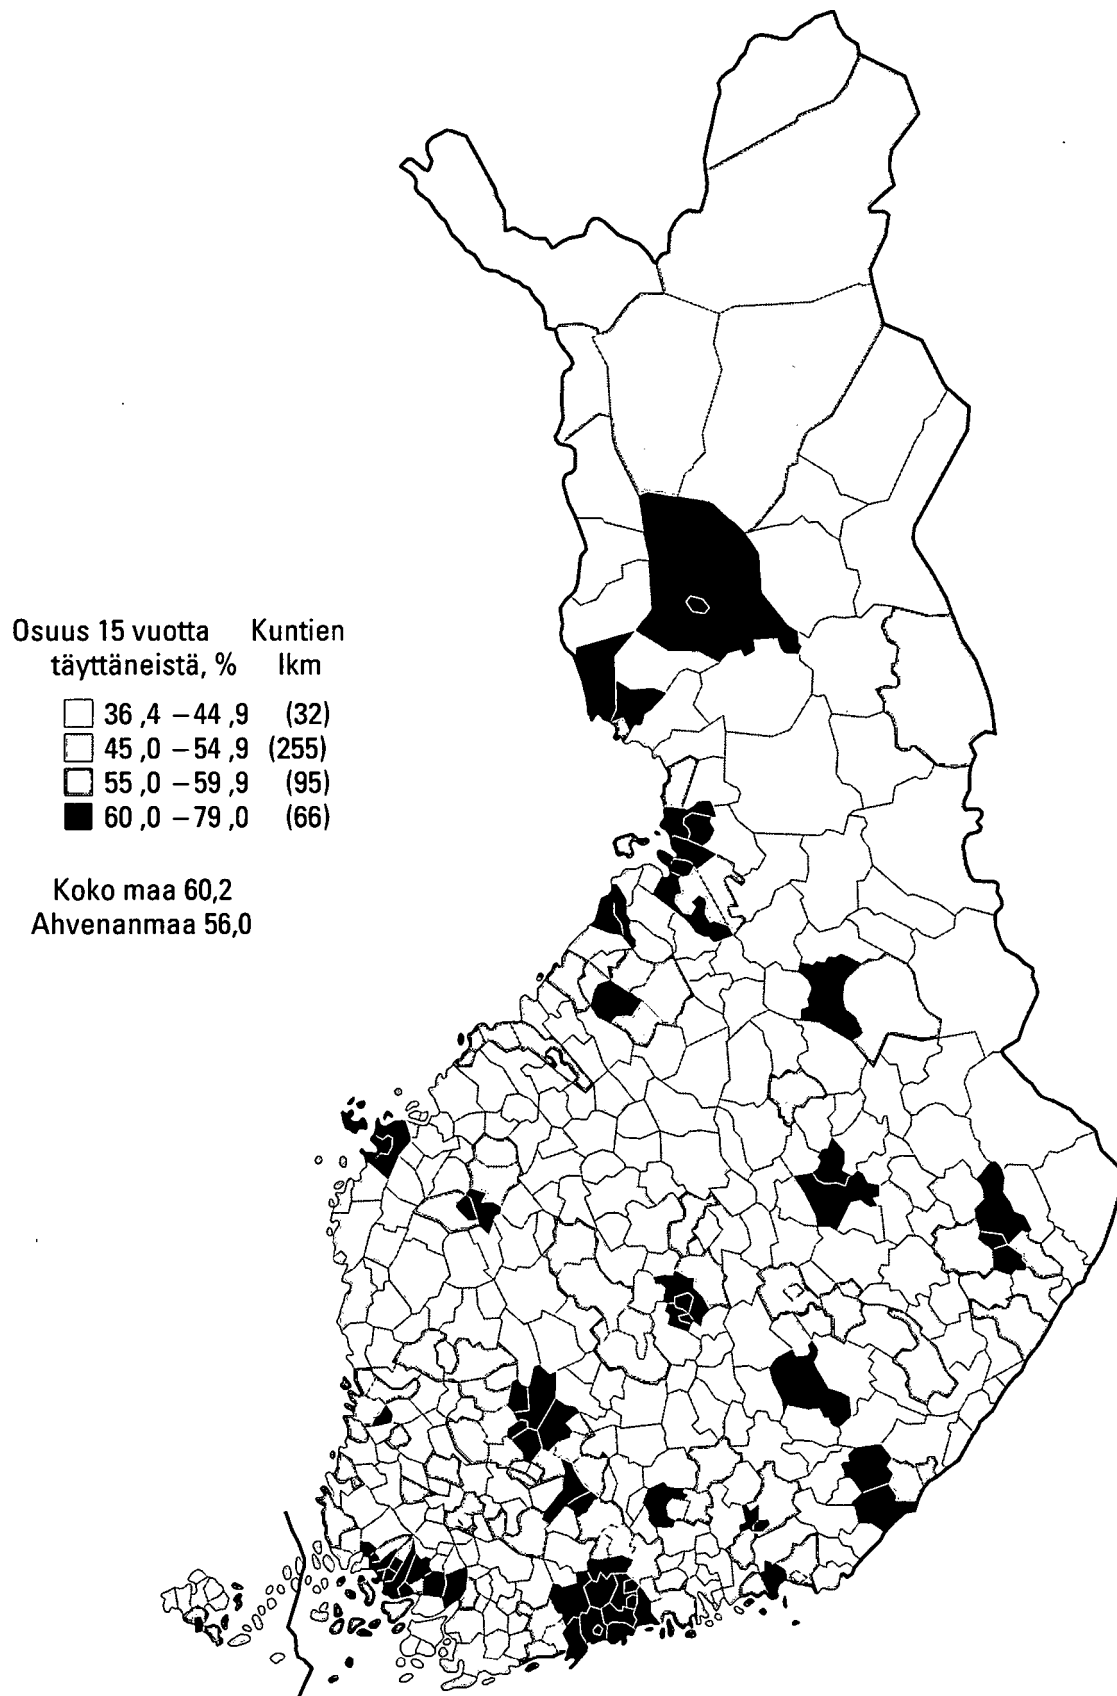 Osuus 15 vuotta Kuntien
täyttäneistä, % lkm
36 ,4 – 44 ,9 (32)
45 ,0 – 54 ,9 (255)
55 ,0 – 59 ,9 (95)
60 ,0 – 79 ,0 (66)
Koko maa 60,2
Ahvenanmaa 56,0